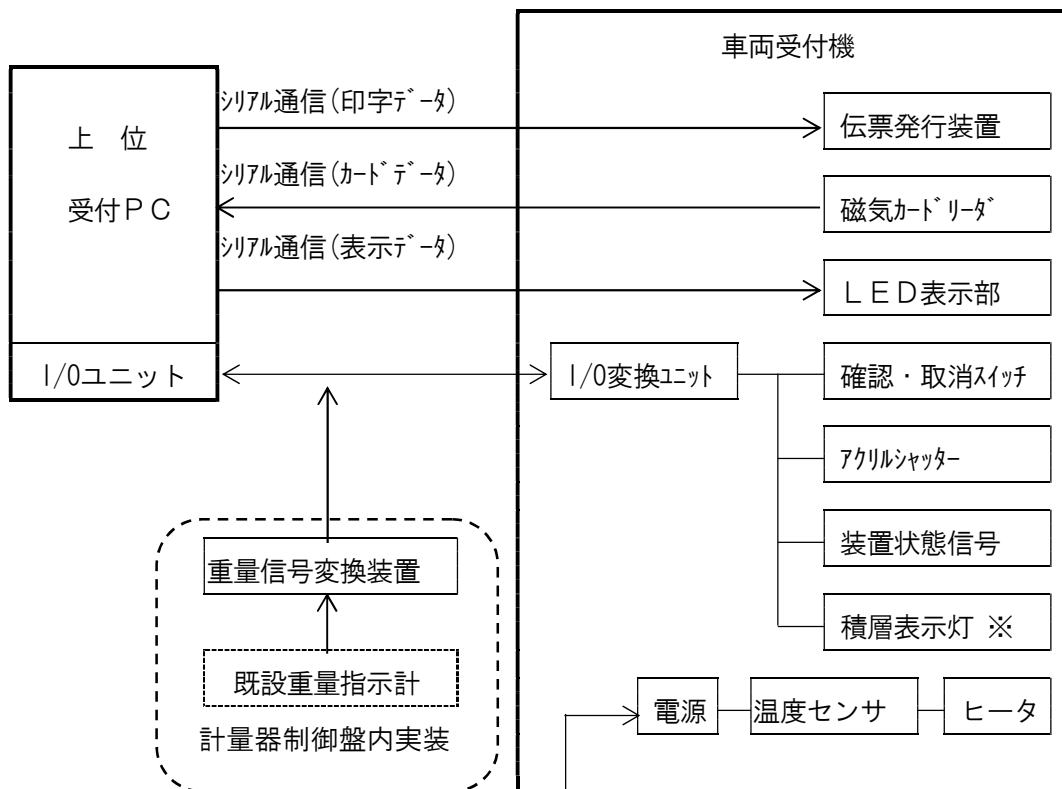 車両受付機
上　位
受付ＰＣ
I/Oユニット
ｼﾘｱﾙ通信(印字ﾃﾞｰﾀ)
ｼﾘｱﾙ通信(ｶｰﾄﾞﾃﾞｰﾀ)
ｼﾘｱﾙ通信(表示ﾃﾞｰﾀ)
伝票発行装置
磁気ｶｰﾄﾞﾘｰﾀﾞ
ＬＥＤ表示部
I/O変換ﾕﾆｯﾄ
確認・取消ｽｲｯﾁ
ｱｸﾘﾙｼｬｯﾀｰ
装置状態信号
積層表示灯 ※
重量信号変換装置
既設重量指示計
計量器制御盤内実装
電源
温度センサ
ヒータ